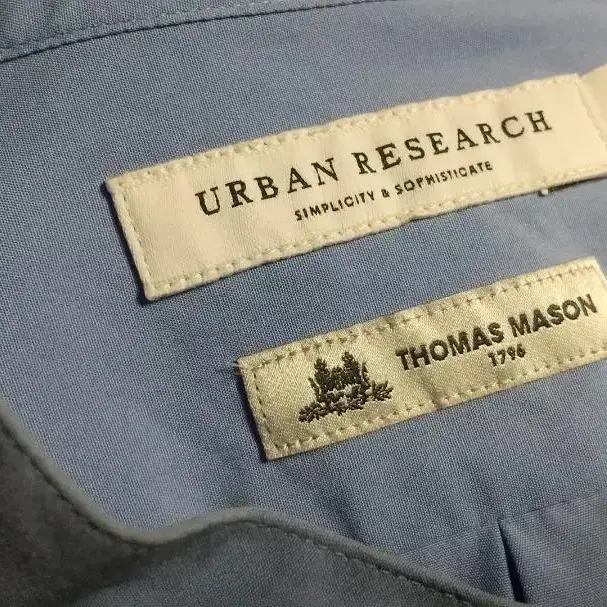 URBAN RESEARCH
SIMPLICITY & SOPHISTICATE
THOMAS MASON
1796